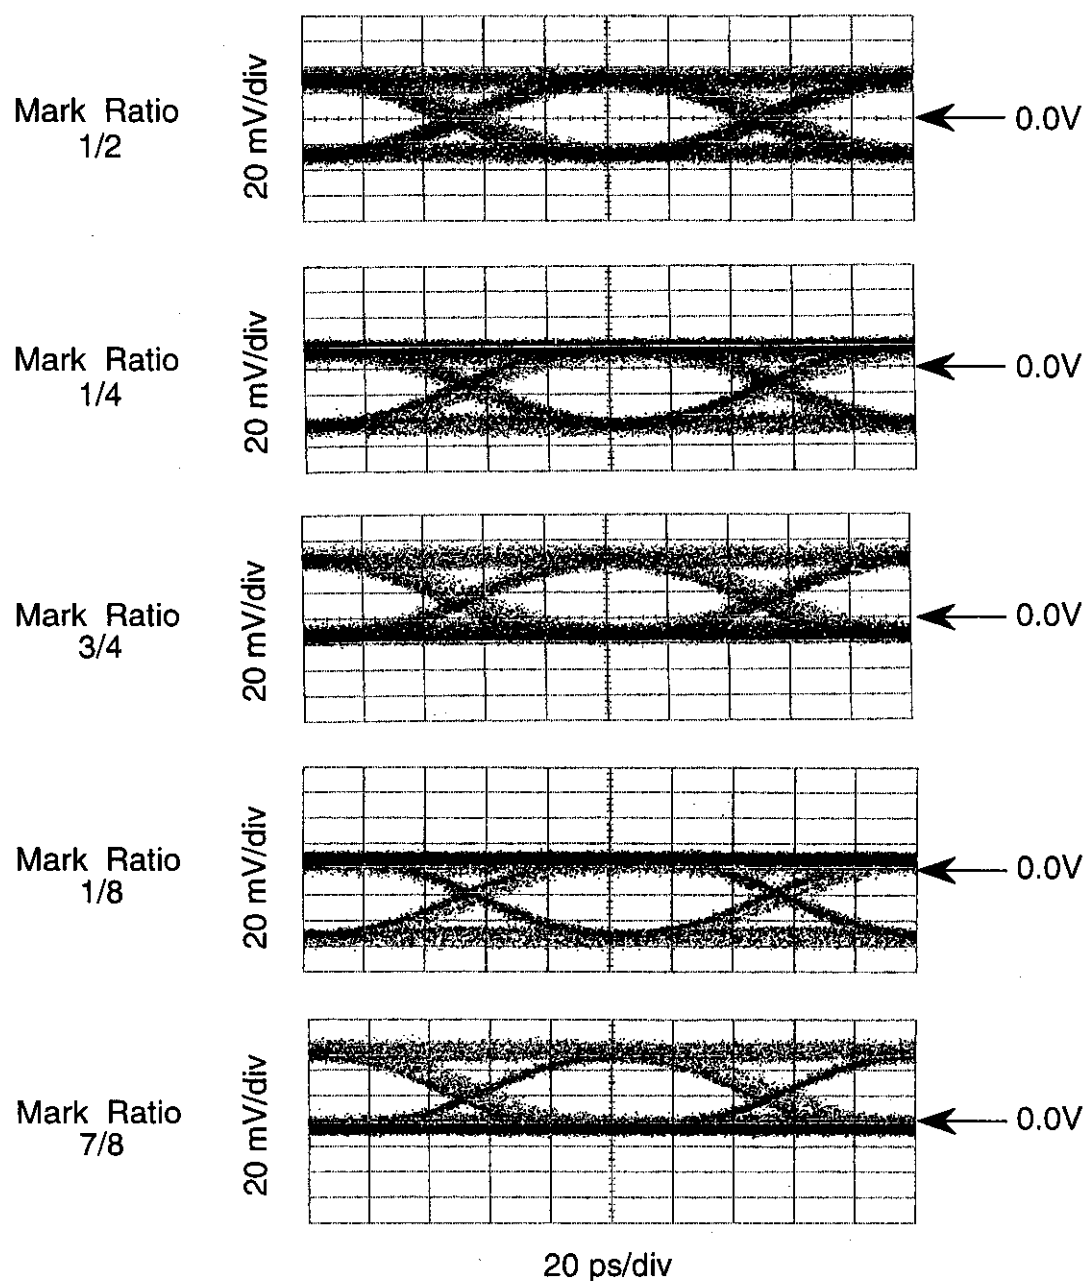 Mark Ratio
1/2
20 mV/div
0.0V
Mark Ratio
1/4
20 mV/div
0.0V
Mark Ratio
3/4
20 mV/div
0.0V
Mark Ratio
1/8
20 mV/div
0.0V
Mark Ratio
7/8
20 mV/div
0.0V
20 ps/div